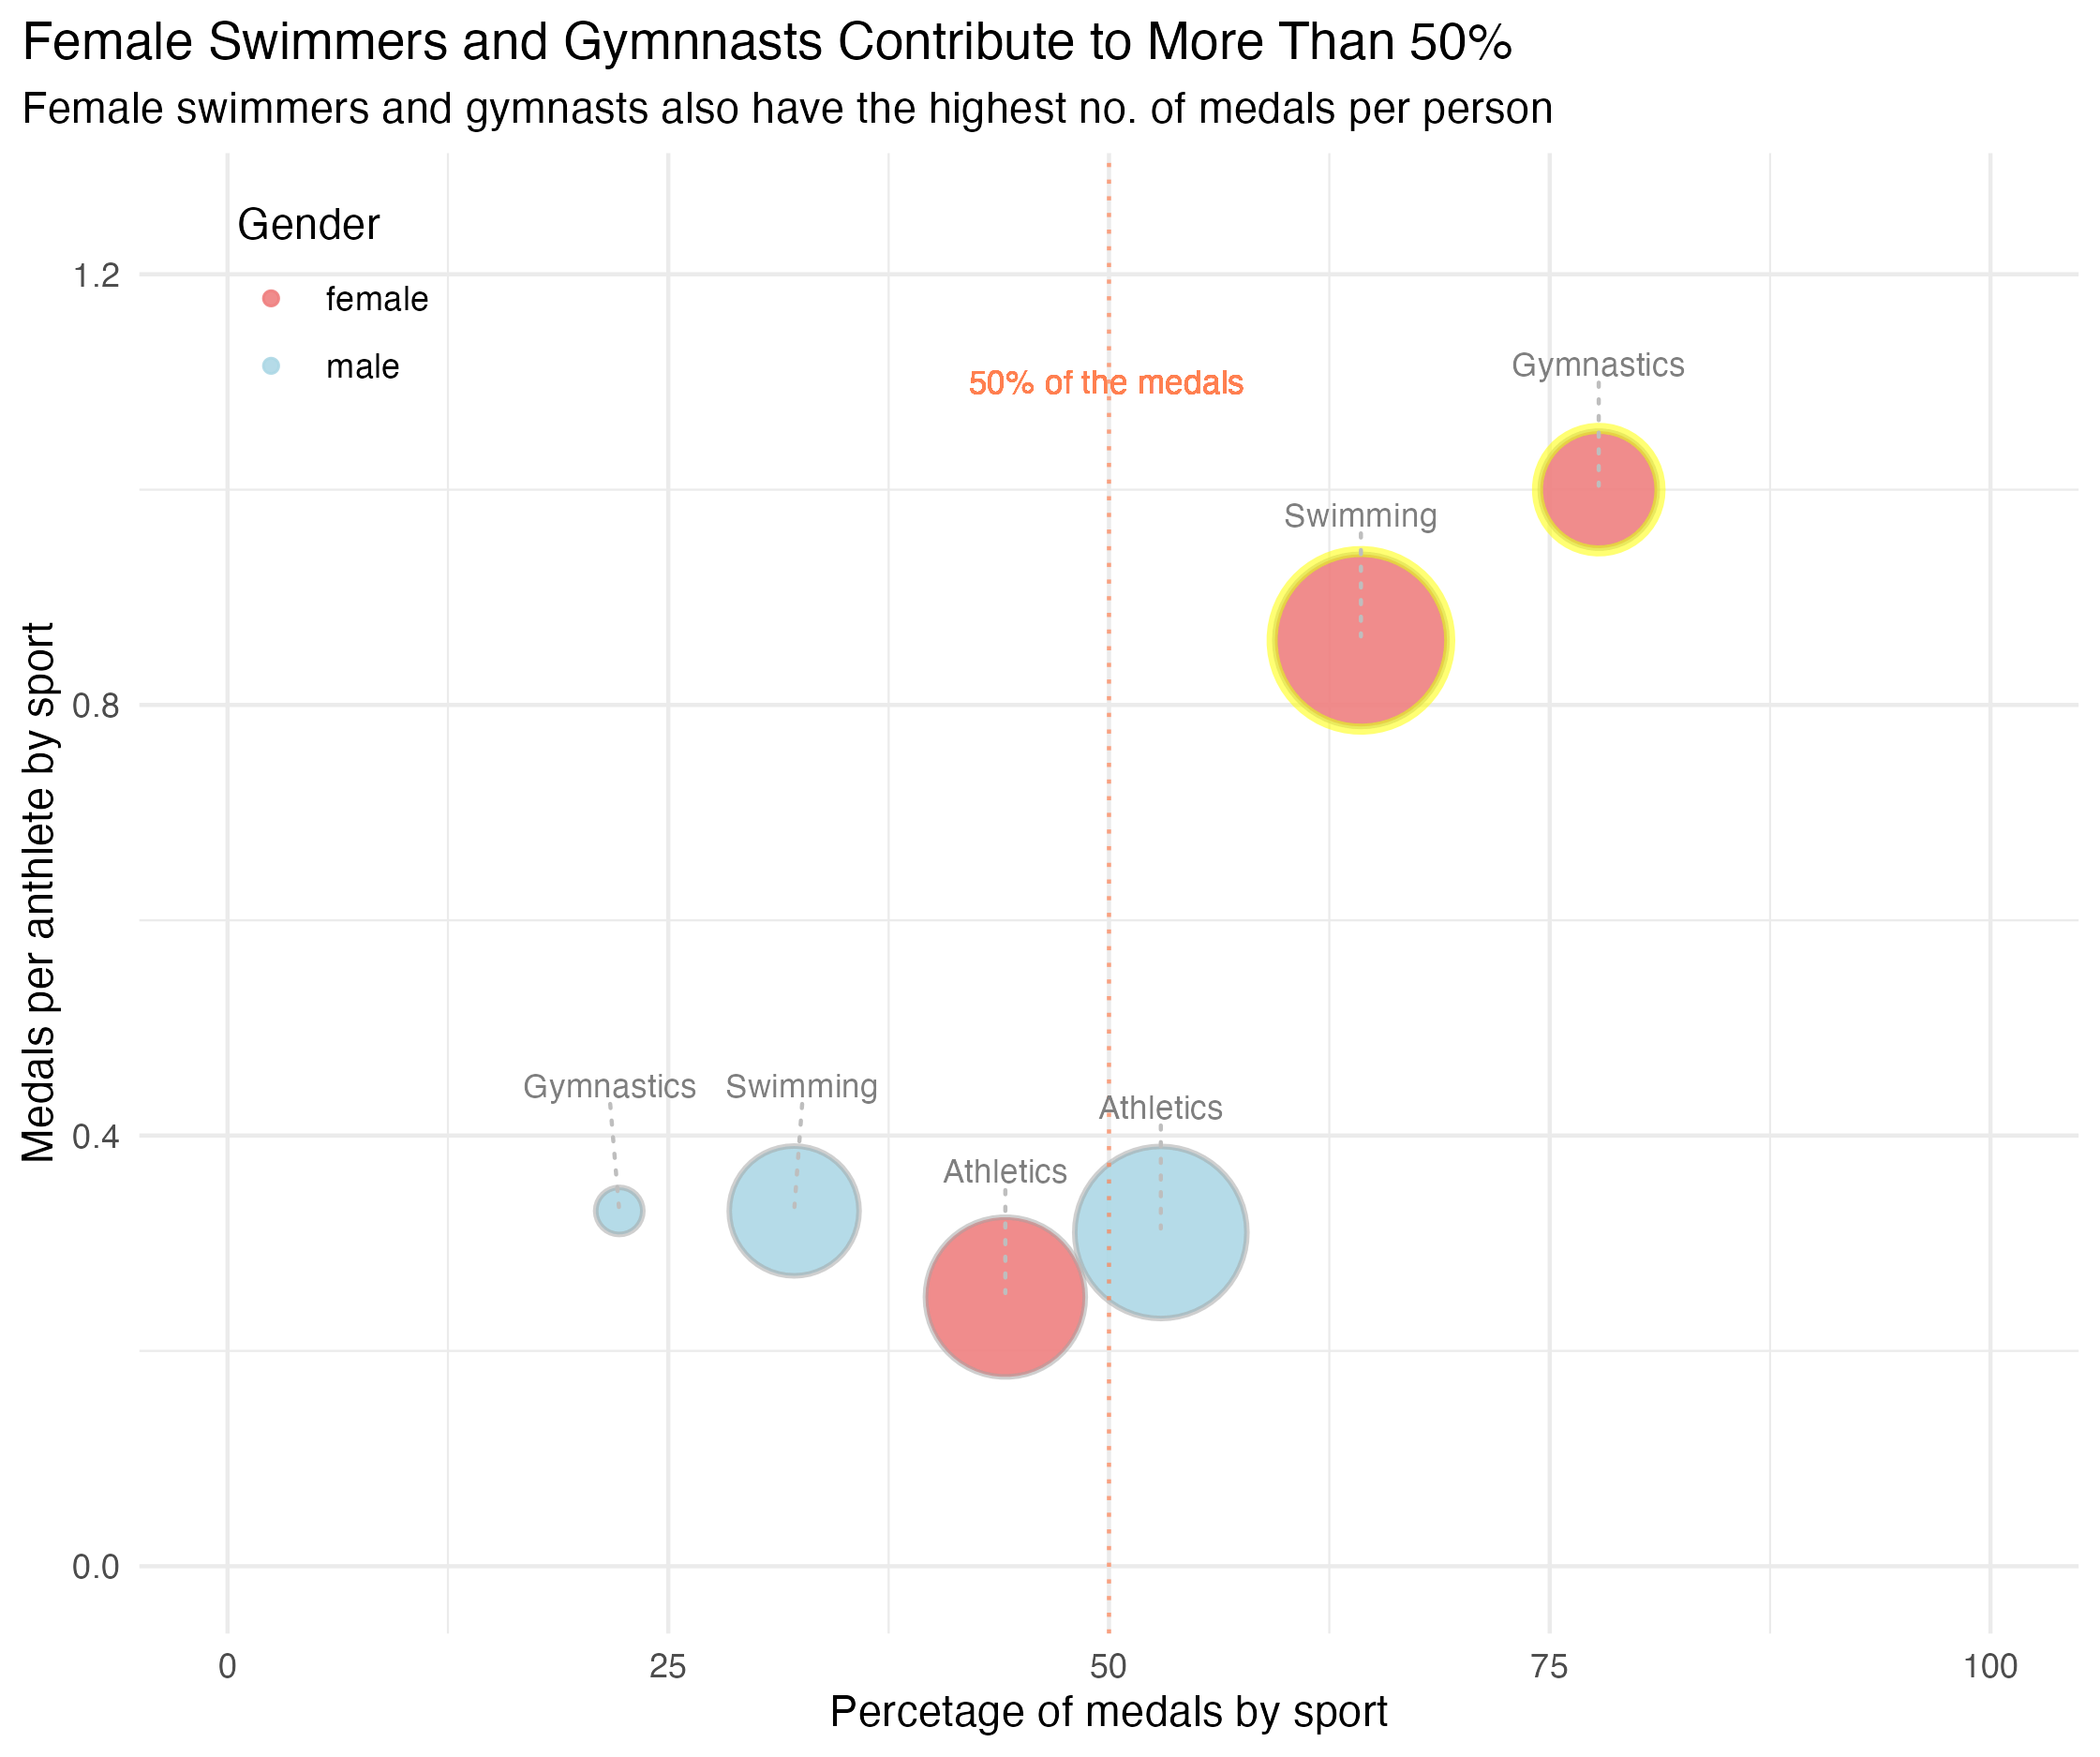 Female Swimmers and Gymnnasts Contribute to More Than 50%
Female swimmers and gymnasts also have the highest no. of medals per person
Gender
female
male
1.2
0.8
0.4
0.0
Medals per anthlete by sport
50% of the medals
Gymnastics
Swimming
Gymnastics
Swimming
Athletics
Athletics
0
25
50
75
100
Percetage of medals by sport